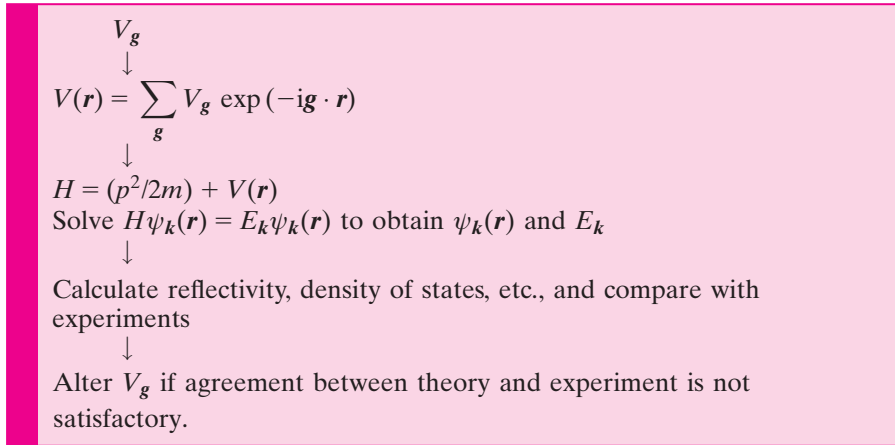 V_g
↓
V(r) = ∑_g V_g exp (−ig · r)
↓
H = (p²/2m) + V(r)
Solve Hψ_k(r) = E_kψ_k(r) to obtain ψ_k(r) and E_k
↓
Calculate reflectivity, density of states, etc., and compare with
experiments
↓
Alter V_g if agreement between theory and experiment is not
satisfactory.